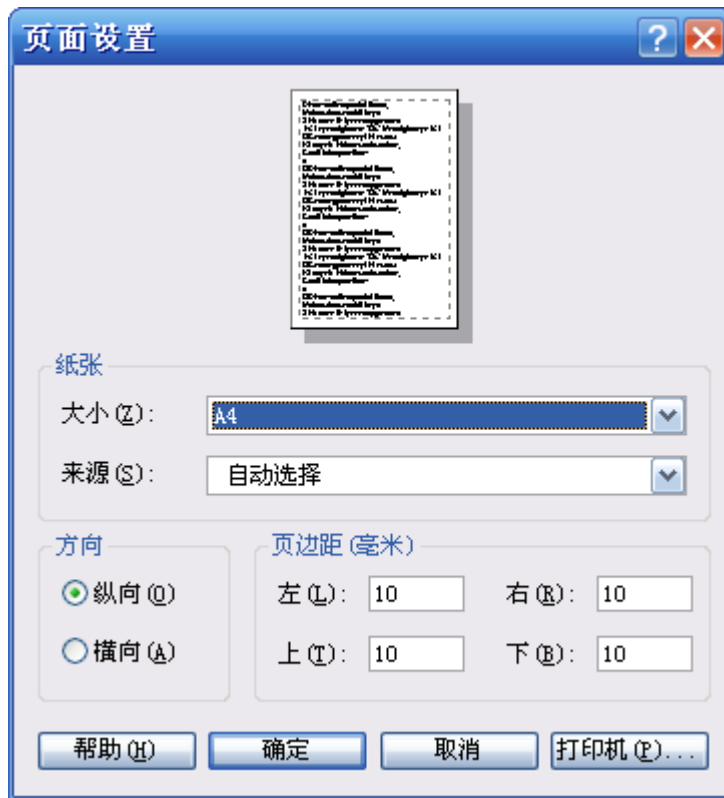 页面设置
纸张
大小(Z): A4
来源(S): 自动选择
方向 页边距(毫米)
纵向(O) 左(L): 10 右(R): 10
横向(A) 上(T): 10 下(B): 10
帮助(H) 确定 取消 打印机(P)...